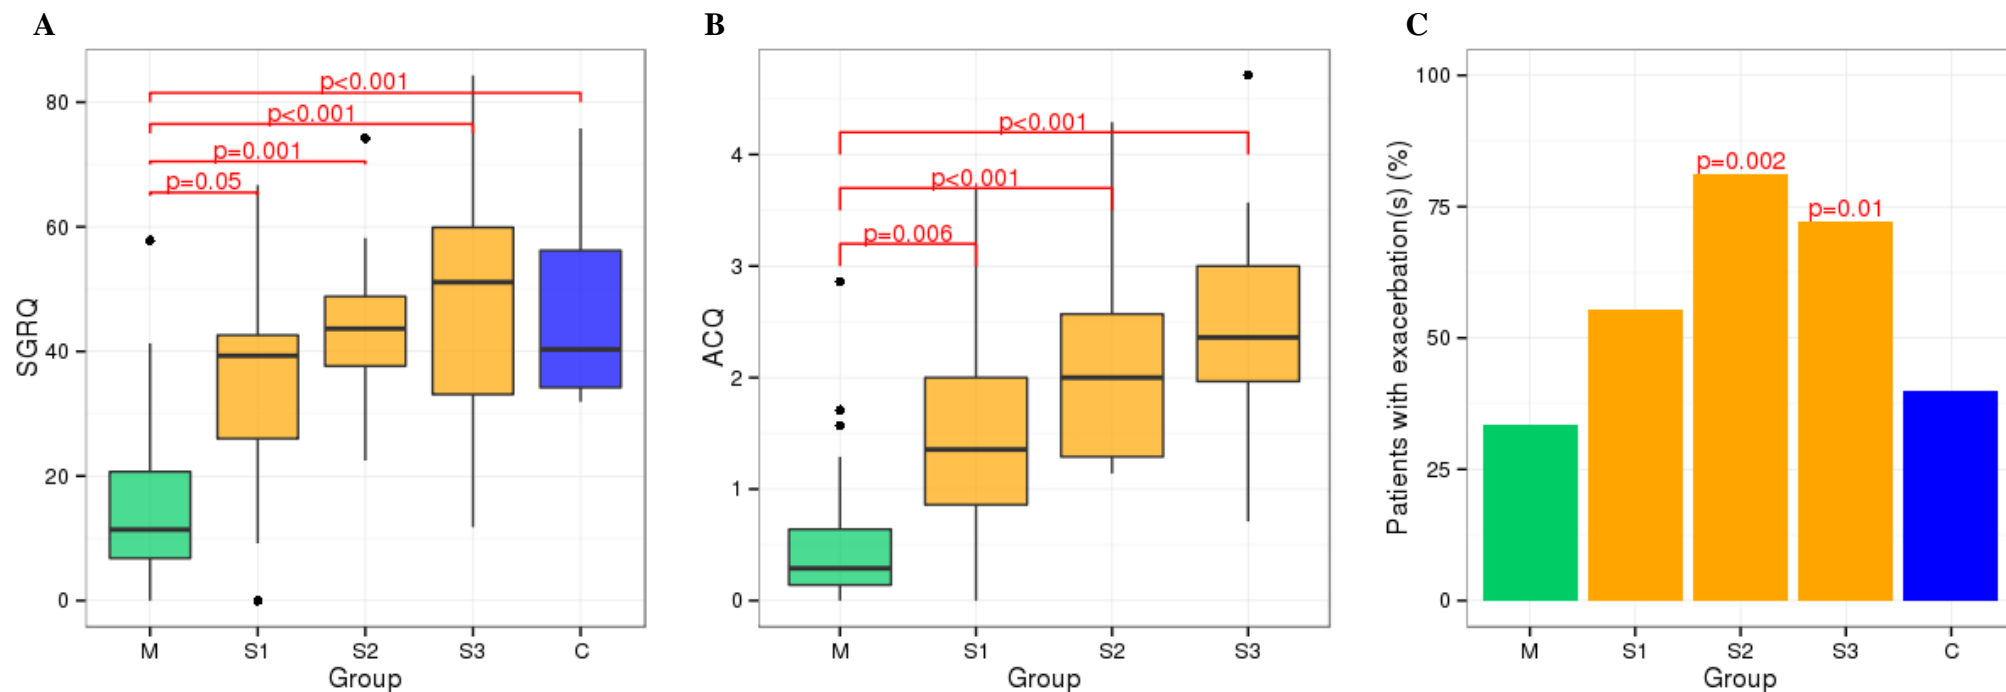 A
SGRQ
80
60
40
20
0
p<0.001
p<0.001
p=0.001
p=0.05
M S1 S2 S3 C
Group
B
ACQ
4
3
2
1
0
p<0.001
p<0.001
p=0.006
M S1 S2 S3
Group
C
Patients with exacerbation(s) (%)
100
75
50
25
0
p=0.002
p=0.01
M S1 S2 S3 C
Group